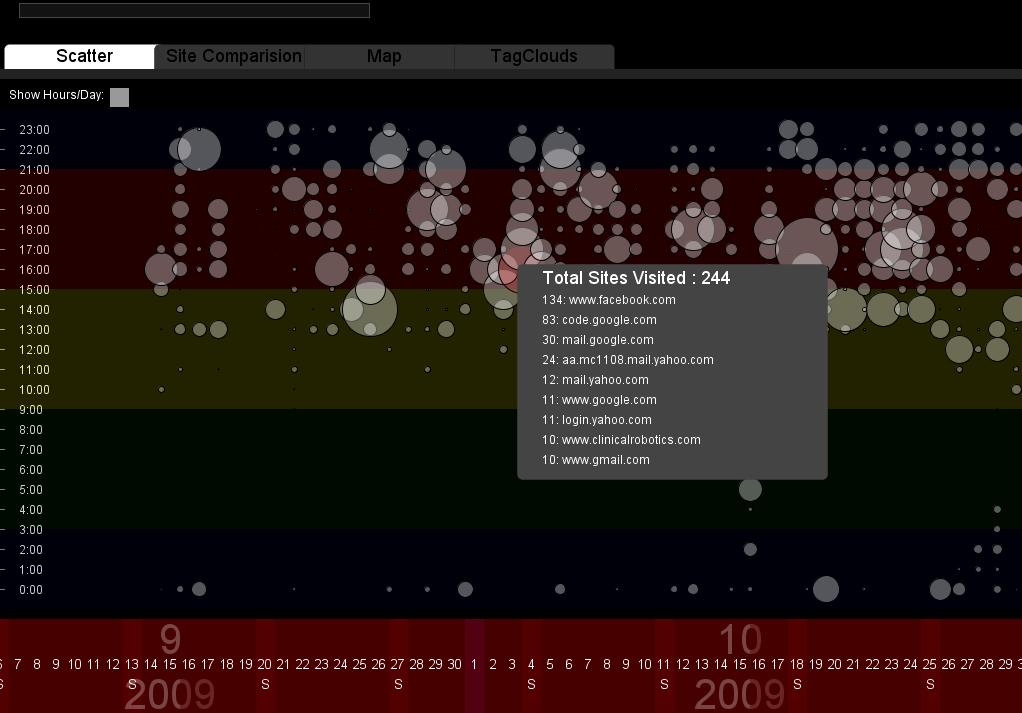 Scatter Site Comparision Map TagClouds
Show Hours/Day:
23:00
22:00
21:00
20:00
19:00
18:00
17:00
16:00
15:00
14:00
13:00
12:00
11:00
10:00
9:00
8:00
7:00
6:00
5:00
4:00
3:00
2:00
1:00
0:00
Total Sites Visited : 244
134: www.facebook.com
83: code.google.com
30: mail.google.com
24: aa.mc1108.mail.yahoo.com
12: mail.yahoo.com
11: www.google.com
11: login.yahoo.com
10: www.clinicalrobotics.com
10: www.gmail.com
9 10
7 8 9 10 11 12 13 14 15 16 17 18 19 20 21 22 23 24 25 26 27 28 29 30 1 2 3 4 5 6 7 8 9 10 11 12 13 14 15 16 17 18 19 20 21 22 23 24 25 26 27 28 29
S S S S S S S S
2009 2009